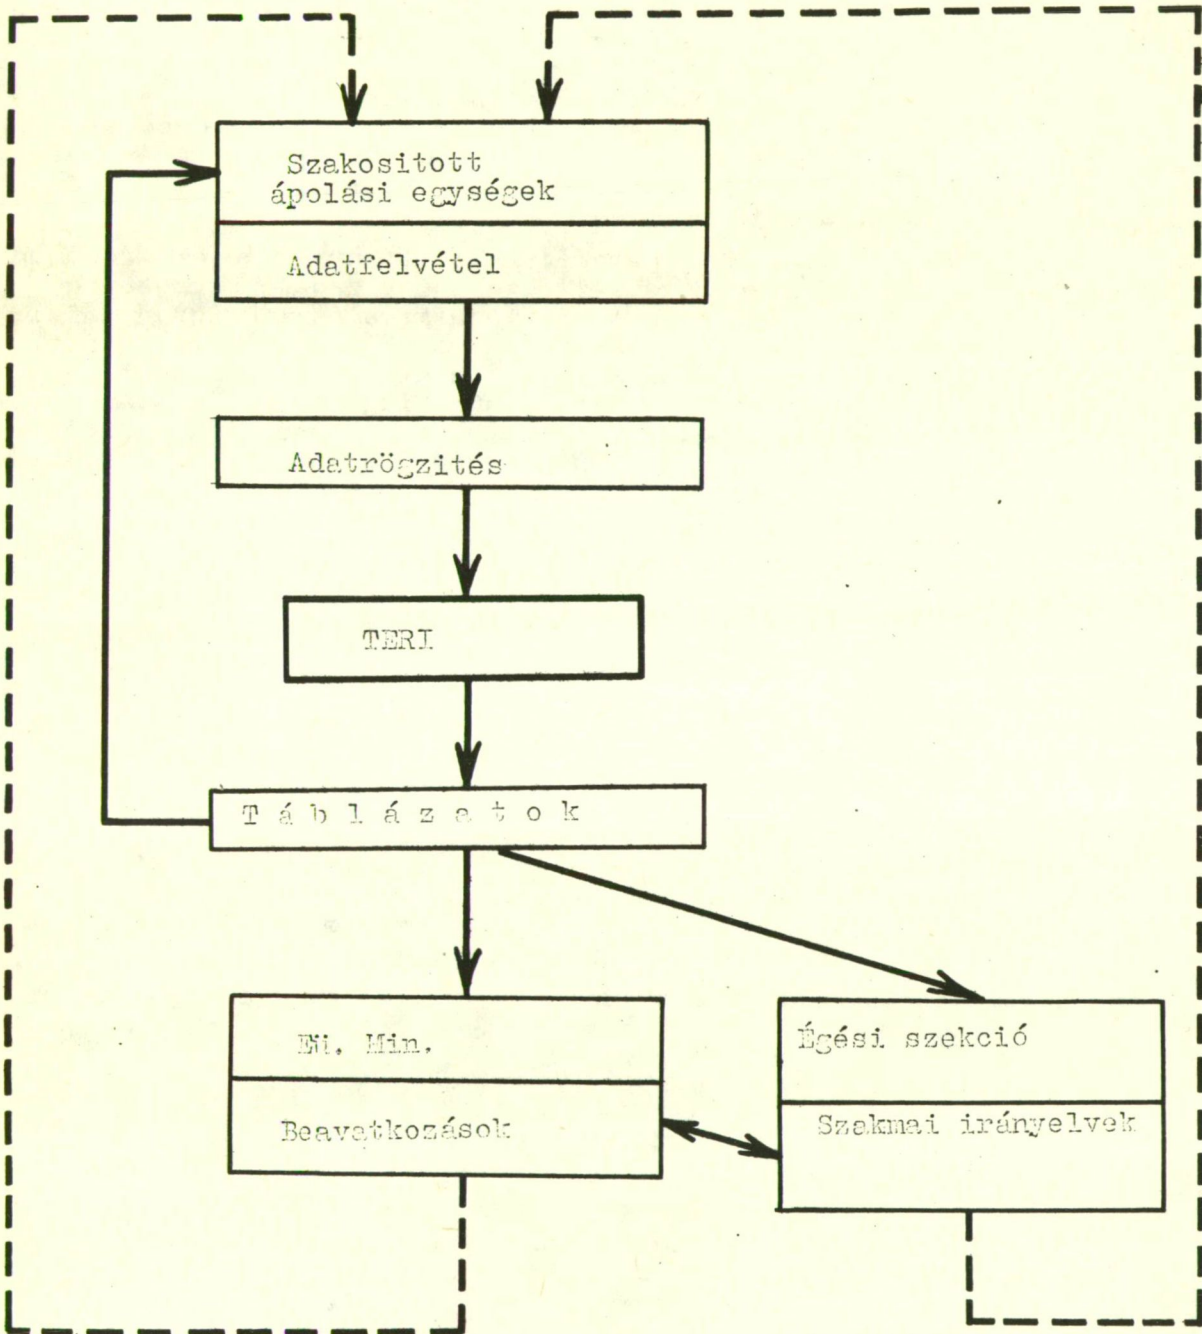 Szakositott
ápolási egységek
Adatfelvétel
Adatrögzités
TERI
T á b l á z a t o k
Eü. Min.
Égési szekció
Beavatkozások
Szakmai irányelvek